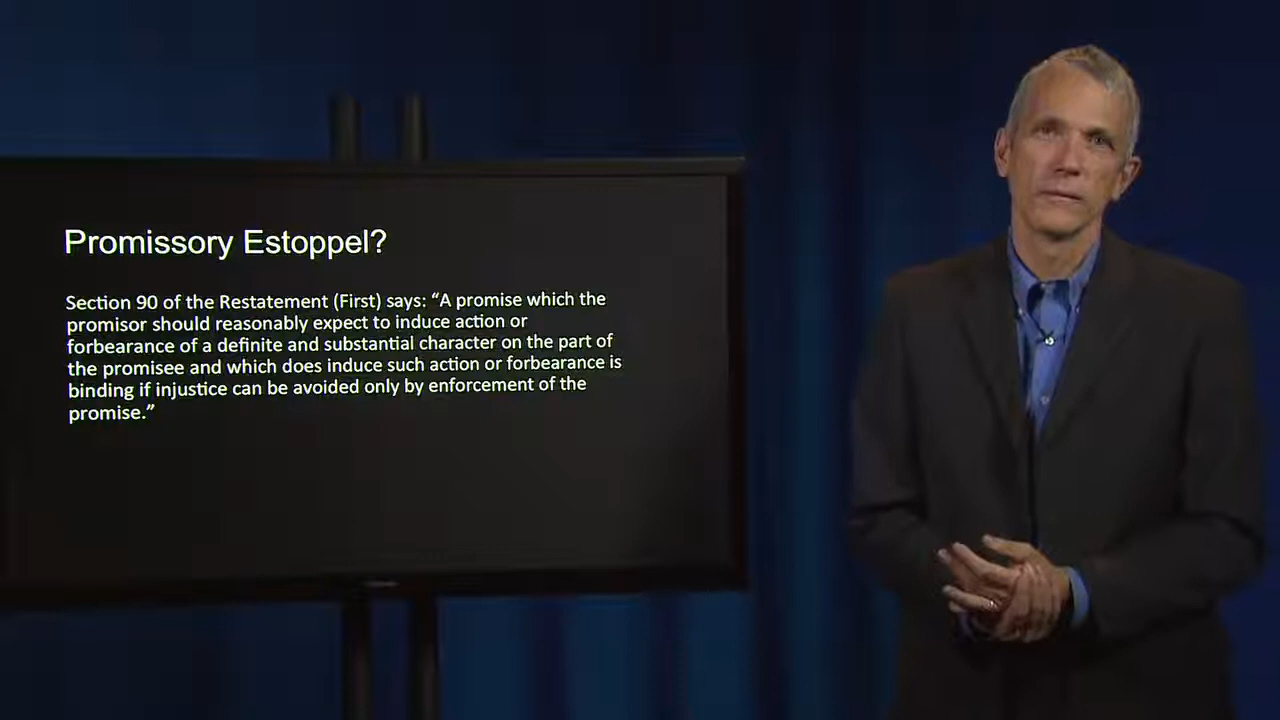 Promissory Estoppel?
Section 90 of the Restatement (First) says: “A promise which the
promisor should reasonably expect to induce action or
forbearance of a definite and substantial character on the part of
the promisee and which does induce such action or forbearance is
binding if injustice can be avoided only by enforcement of the
promise.”